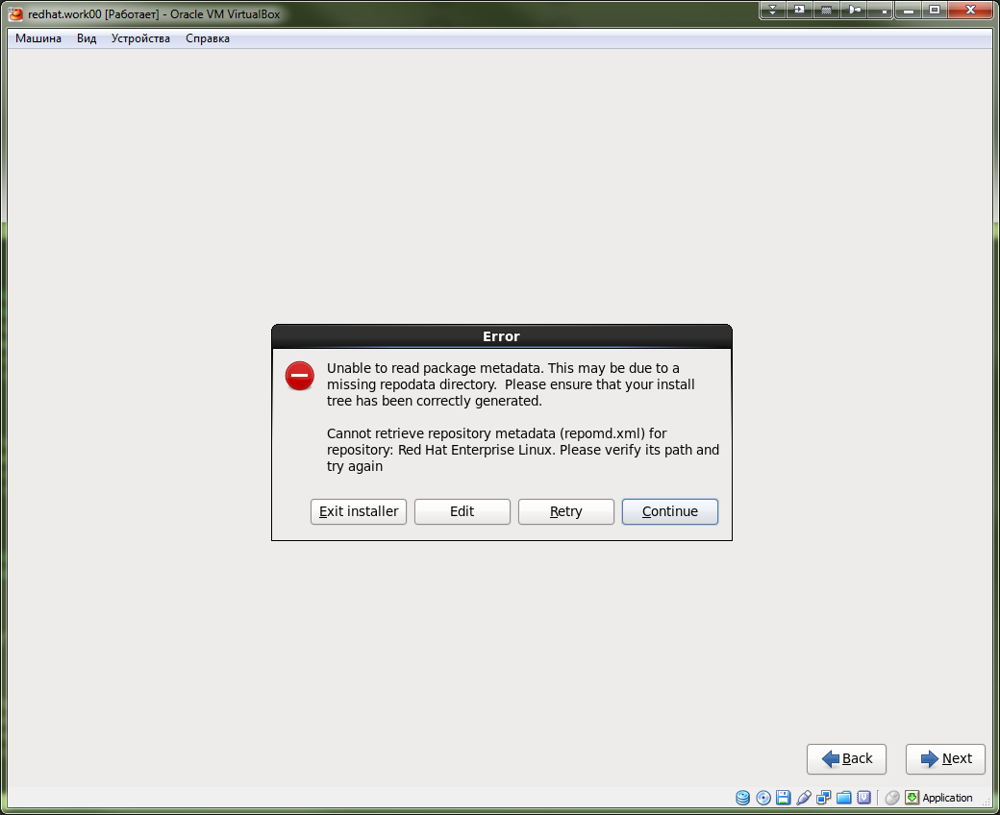 redhat.work00 [Работает] - Oracle VM VirtualBox
Машина Вид Устройства Справка
Error
Unable to read package metadata. This may be due to a
missing repodata directory.  Please ensure that your install
tree has been correctly generated.
Cannot retrieve repository metadata (repomd.xml) for
repository: Red Hat Enterprise Linux. Please verify its path and
try again
Exit installer Edit Retry Continue
Back Next
Application